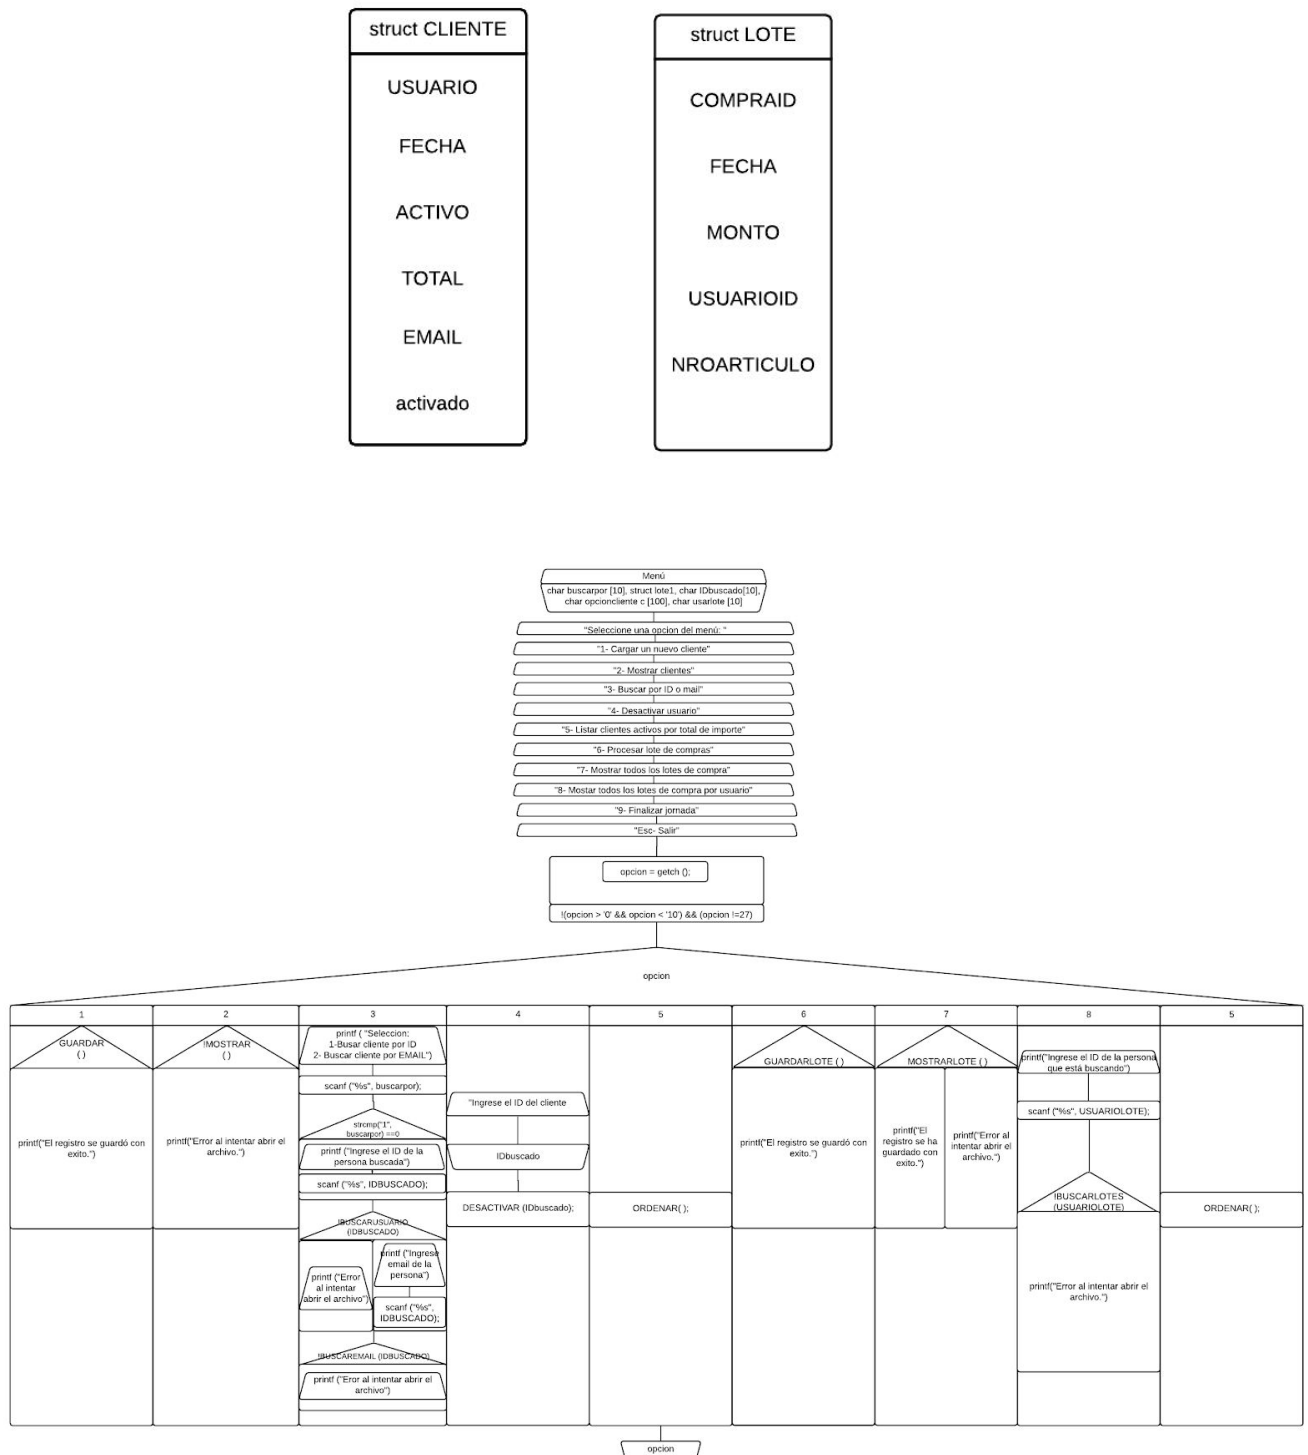 struct CLIENTE
USUARIO
FECHA
ACTIVO
TOTAL
EMAIL
activado
struct LOTE
COMPRAID
FECHA
MONTO
USUARIOID
NROARTICULO
Menú
char buscarpor [10], struct lote1, char IDbuscado[10],
char opcioncliente c [100], char usarlote [10]
"Seleccione una opcion del menú: "
"1- Cargar un nuevo cliente"
"2- Mostrar clientes"
"3- Buscar por ID o mail"
"4- Desactivar usuario"
"5- Listar clientes activos por total de importe"
"6- Procesar lote de compras"
"7- Mostrar todos los lotes de compra"
"8- Mostar todos los lotes de compra por usuario"
"9- Finalizar jornada"
"Esc- Salir"
opcion = getch ();
!(opcion > '0' && opcion < '10') && (opcion !=27)
opcion
1
GUARDAR
( )
printf("El registro se guardó con
exito.")
2
!MOSTRAR
( )
printf("Error al intentar abrir el
archivo.")
3
printf ( "Seleccion:
1-Busar cliente por ID
2- Buscar cliente por EMAIL")
scanf ("%s", buscarpor);
strcmp("1",
buscarpor) ==0
printf ("Ingrese el ID de la
persona buscada")
scanf ("%s", IDBUSCADO);
!BUSCARUSUARIO
(IDBUSCADO)
printf ("Error
al intentar
abrir el archivo")
printf ("Ingrese
email de la
persona")
scanf ("%s",
IDBUSCADO);
!BUSCAREMAIL (IDBUSCADO)
printf ("Eror al intentar abrir el
archivo")
4
"Ingrese el ID del cliente
IDbuscado
DESACTIVAR (IDbuscado);
5
ORDENAR( );
6
GUARDARLOTE ( )
printf("El registro se guardó con
exito.")
7
MOSTRARLOTE ( )
printf("El
registro se ha
guardado con
exito.")
printf("Error al
intentar abrir el
archivo.")
8
printf("Ingrese el ID de la persona
que está buscando")
scanf ("%s", USUARIOLOTE);
!BUSCARLOTES
(USUARIOLOTE)
printf("Error al intentar abrir el
archivo.")
5
ORDENAR( );
opcion